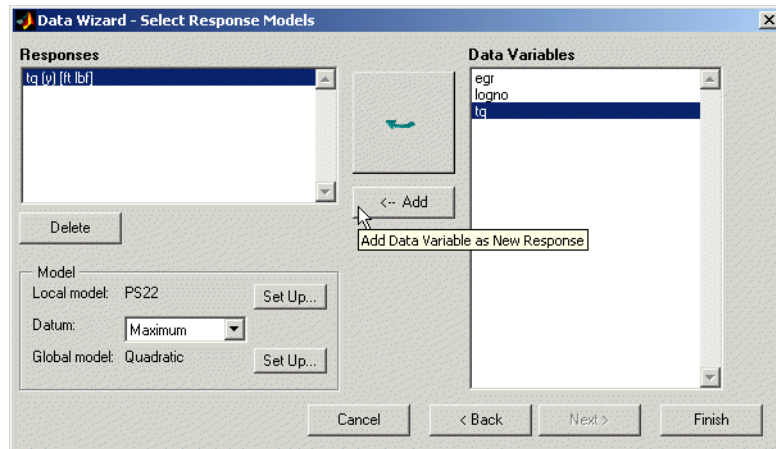 Data Wizard - Select Response Models
Responses
tq (y) [ft lbf]
Delete
<-- Add
Add Data Variable as New Response
Data Variables
egr
logno
tq
Model
Local model: PS22 Set Up...
Datum: Maximum
Global model: Quadratic Set Up...
Cancel < Back Next > Finish